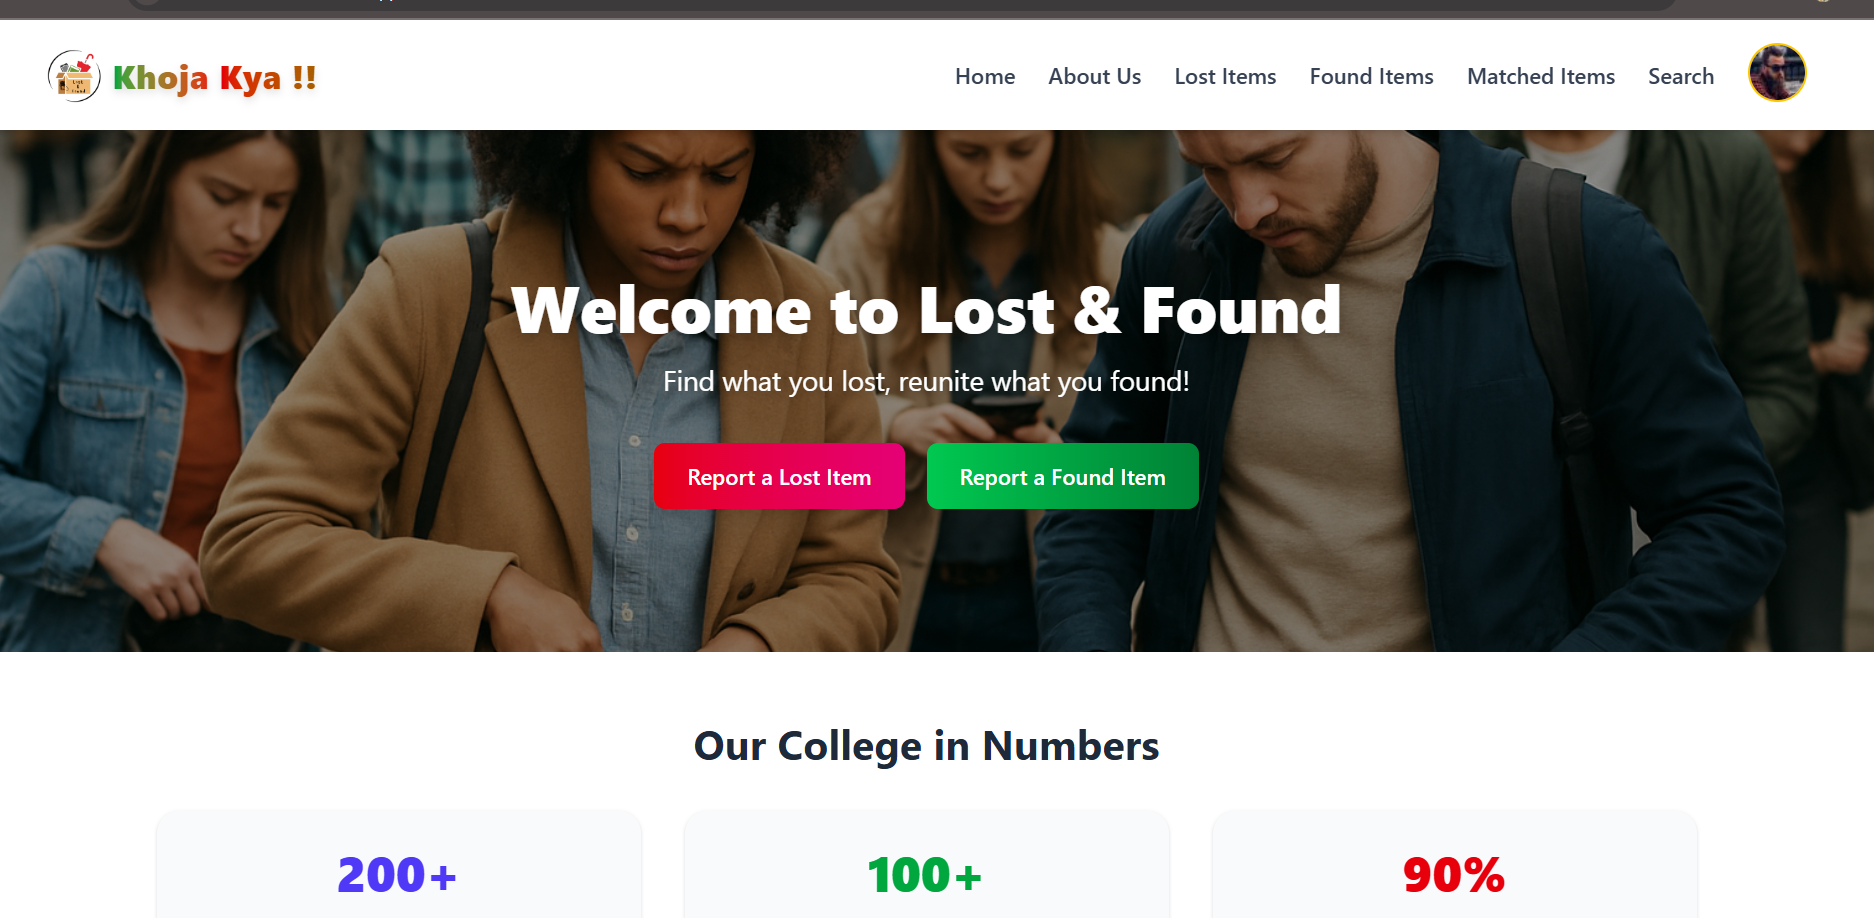 Khoja Kya !!
Home About Us Lost Items Found Items Matched Items Search
Welcome to Lost & Found
Find what you lost, reunite what you found!
Report a Lost Item Report a Found Item
Our College in Numbers
200+ 100+ 90%